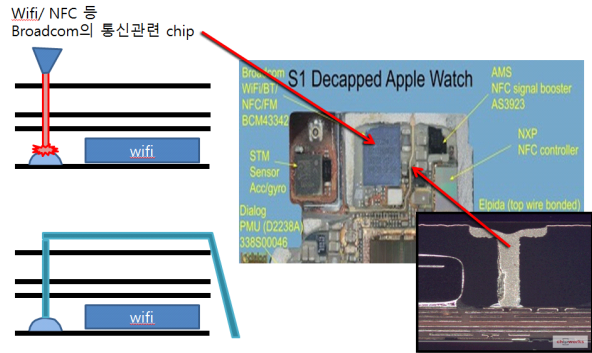 Wifi/ NFC 등
Broadcom의 통신관련 chip
wifi
wifi
S1 Decapped Apple Watch
Broadcom
WiFi/BT/
NFC/FM
BCM43342
AMS
NFC signal booster
AS3923
NXP
NFC controller
STM
Sensor
Acc/gyro
Dialog
PMU (D2238A)
338S00046
Elpida (top wire bonded)